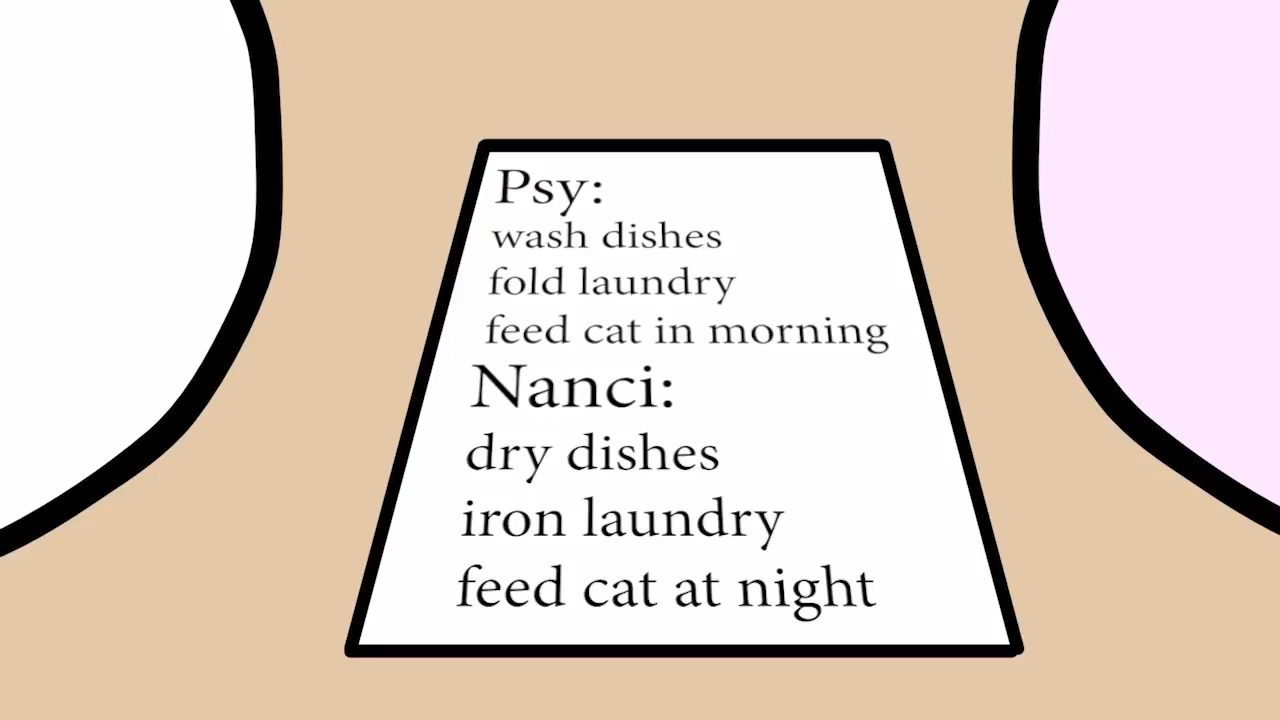 Psy:
wash dishes
fold laundry
feed cat in morning
Nanci:
dry dishes
iron laundry
feed cat at night